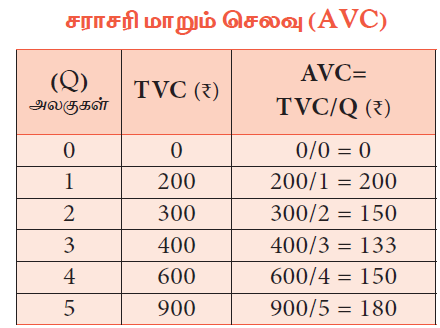 சராசரி மாறும் செலவு (AVC)
(Q) அலகுகள் TVC (₹) AVC= TVC/Q (₹)
0 0 0/0 = 0
1 200 200/1 = 200
2 300 300/2 = 150
3 400 400/3 = 133
4 600 600/4 = 150
5 900 900/5 = 180